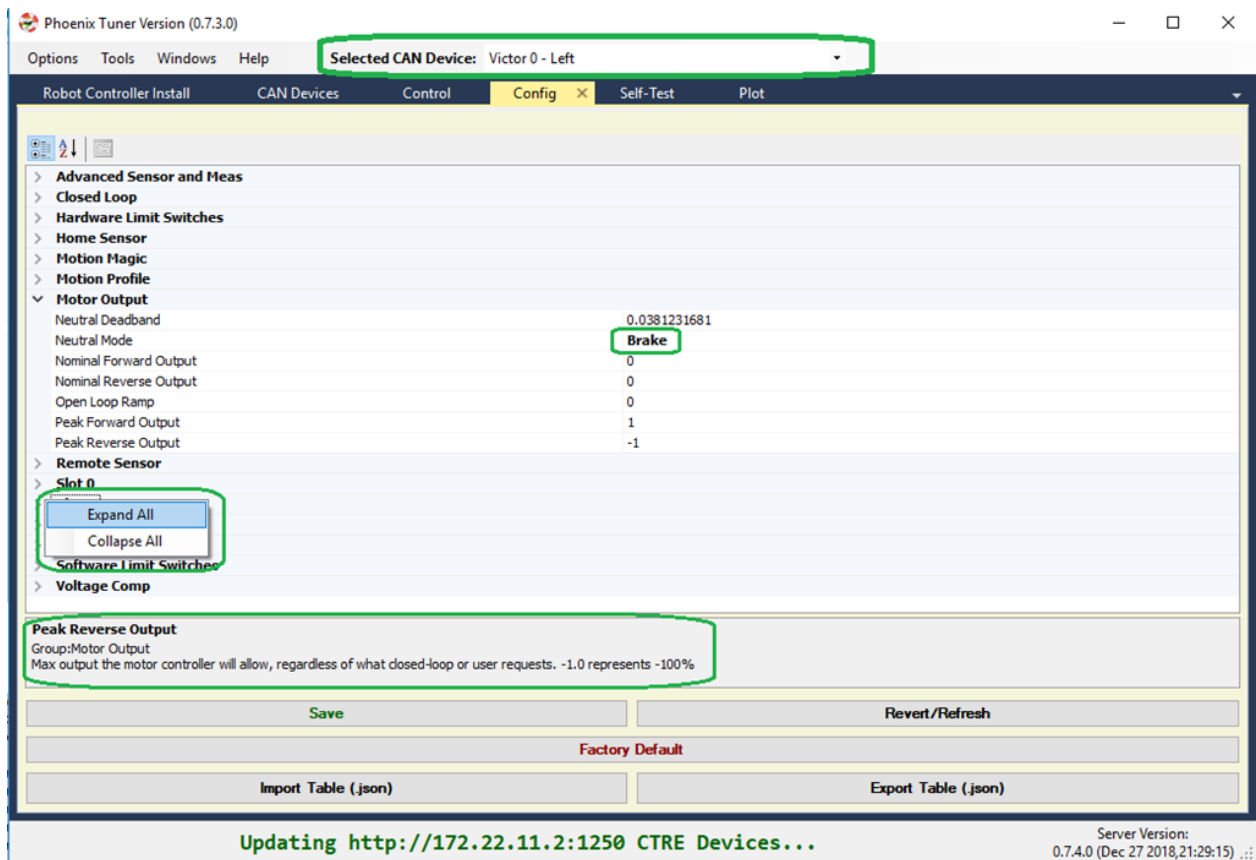 Phoenix Tuner Version (0.7.3.0)
Options Tools Windows Help Selected CAN Device: Victor 0 - Left
Robot Controller Install CAN Devices Control Config Self-Test Plot
Advanced Sensor and Meas
Closed Loop
Hardware Limit Switches
Home Sensor
Motion Magic
Motion Profile
Motor Output
Neutral Deadband 0.0381231681
Neutral Mode Brake
Nominal Forward Output 0
Nominal Reverse Output 0
Open Loop Ramp 0
Peak Forward Output 1
Peak Reverse Output -1
Remote Sensor
Slot 0
Expand All
Collapse All
Software Limit Switches
Voltage Comp
Peak Reverse Output
Group:Motor Output
Max output the motor controller will allow, regardless of what closed-loop or user requests. -1.0 represents -100%
Save Revert/Refresh
Factory Default
Import Table (.json) Export Table (.json)
Updating http://172.22.11.2:1250 CTRE Devices...
Server Version:
0.7.4.0 (Dec 27 2018,21:29:15)